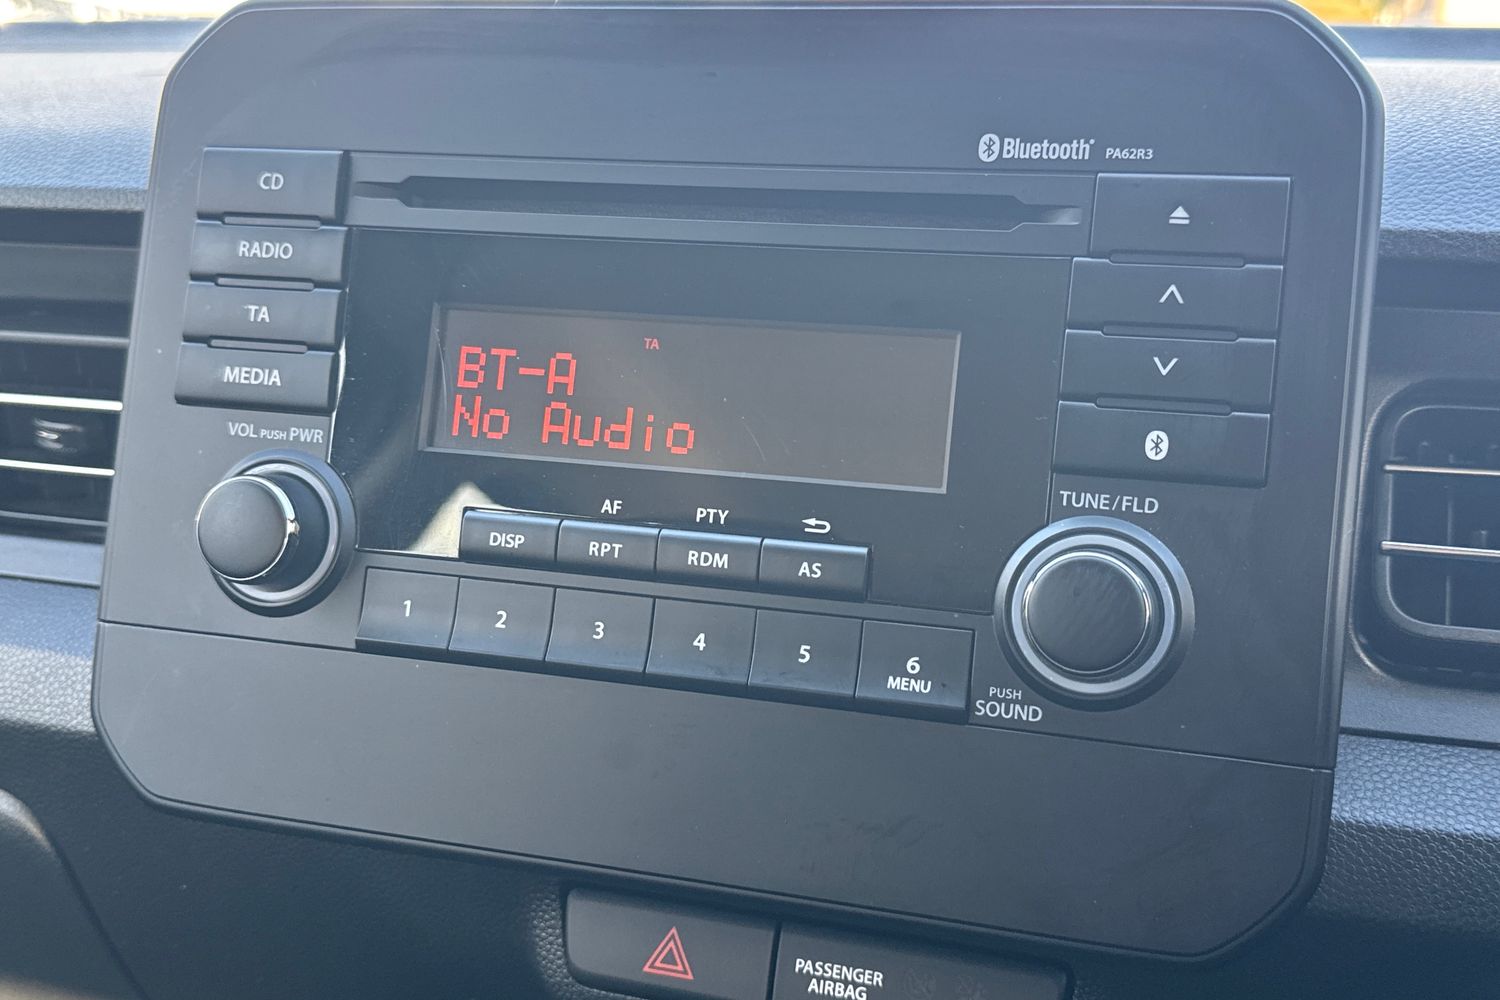 Bluetooth® PA62R3
CD
RADIO
TA
MEDIA
VOL PUSH PWR
TA
BT-A
No Audio
AF
PTY
DISP
RPT
RDM
AS
TUNE/FLD
1
2
3
4
5
6
MENU
PUSH
SOUND
PASSENGER
AIRBAG